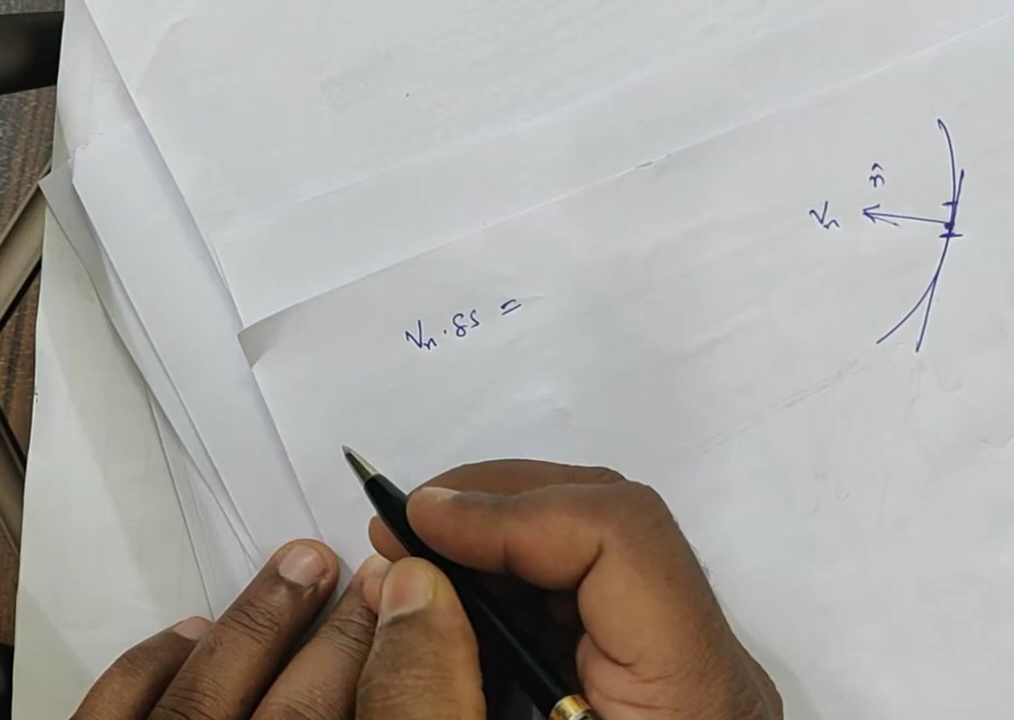 n̂
Vn
Vn . δs =